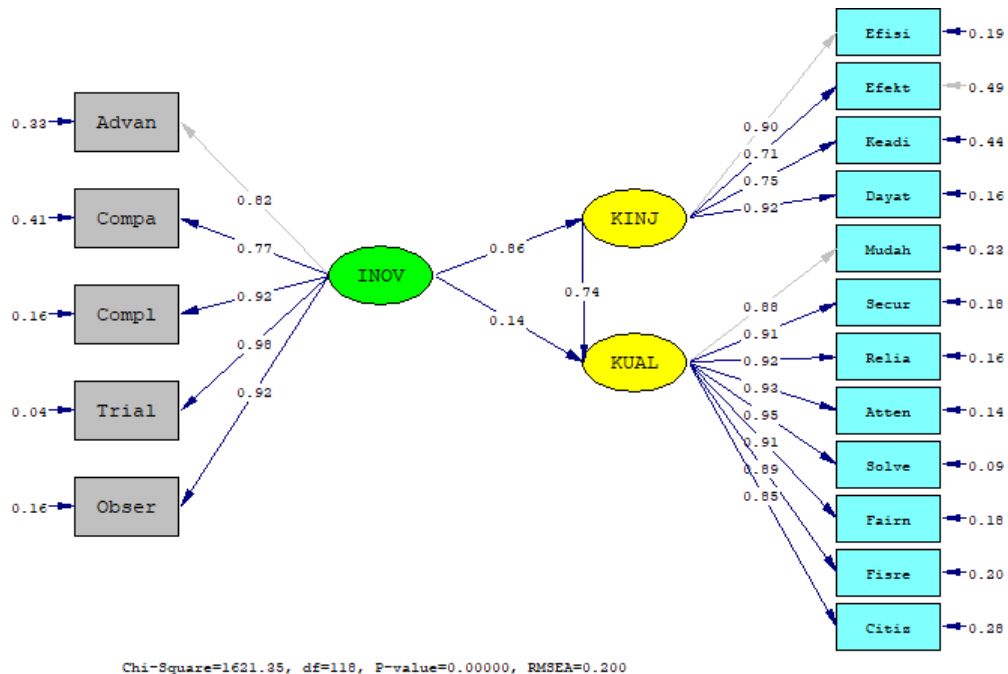 Efisi
0.19
Efekt
0.49
Keadi
0.44
Dayat
0.16
Mudah
0.23
Secur
0.18
Relia
0.16
Atten
0.14
Solve
0.09
Fairn
0.18
Fisre
0.20
Citis
0.28
0.33
Advan
0.41
Compa
0.16
Compl
0.04
Trial
0.16
Obser
0.82
0.77
0.92
0.98
0.92
INOV
0.86
0.14
KINJ
0.74
KUAL
0.90
0.71
0.75
0.92
0.88
0.91
0.92
0.93
0.95
0.91
0.89
0.85
Chi-Square=1621.35, df=118, P-value=0.00000, RMSEA=0.200